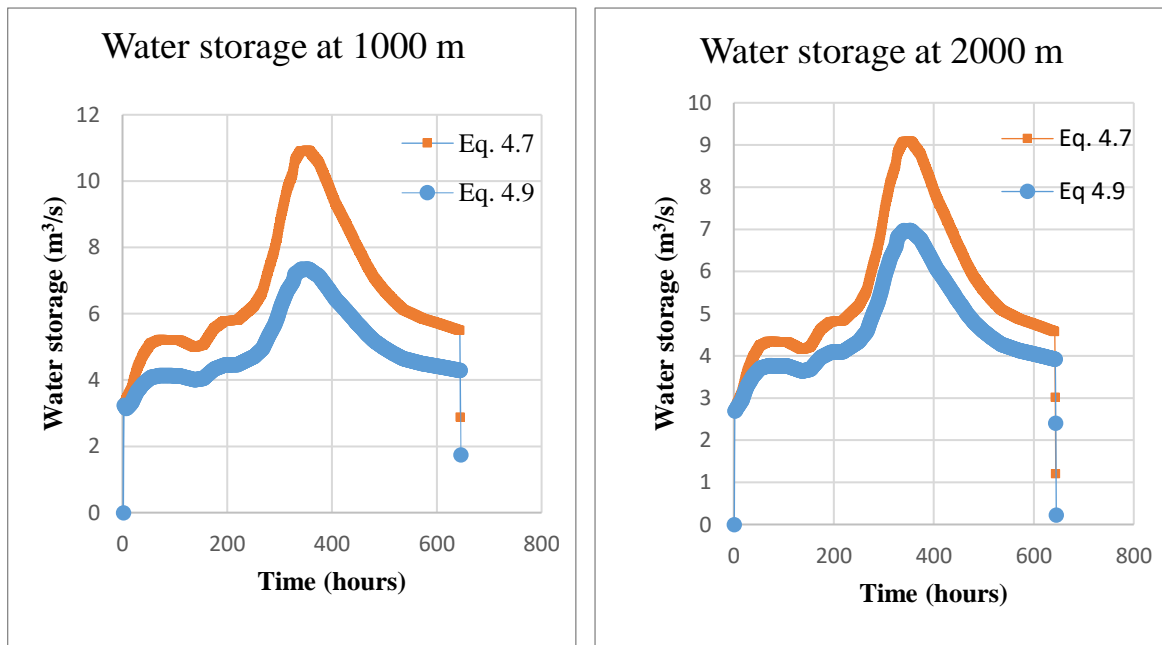 Water storage at 1000 m
12
10
8
6
4
2
0
0 200 400 600 800
Water storage (m³/s)
Time (hours)
Eq. 4.7
Eq. 4.9
Water storage at 2000 m
10
9
8
7
6
5
4
3
2
1
0
0 200 400 600 800
Water storage (m³/s)
Time (hours)
Eq. 4.7
Eq 4.9